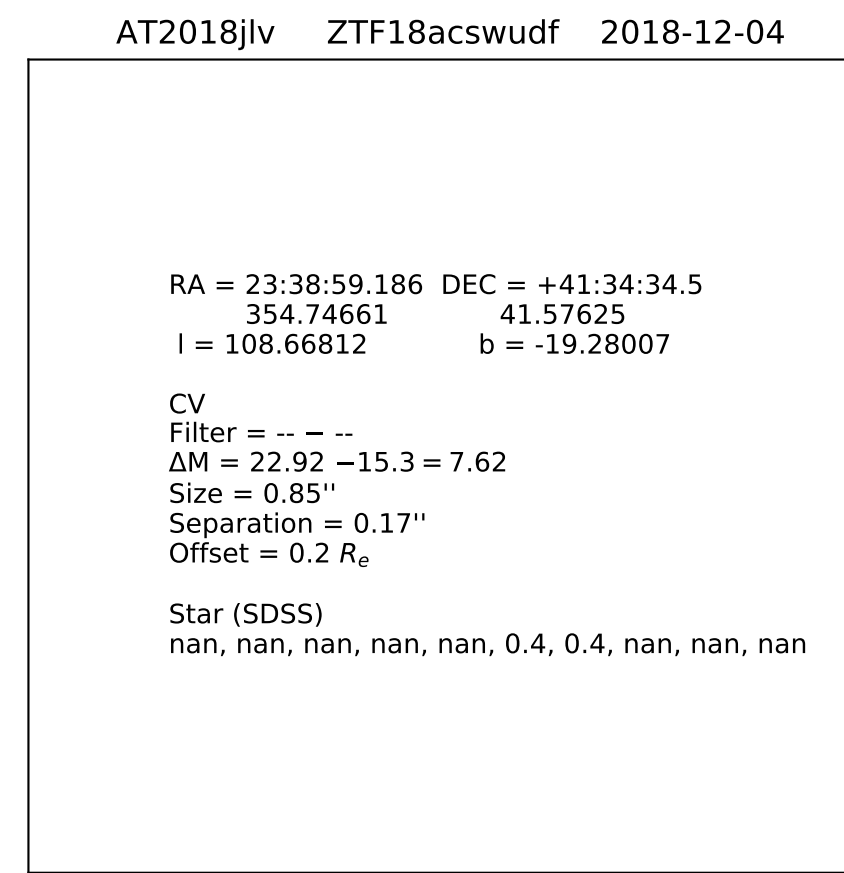 AT2018jlv ZTF18acswudf 2018-12-04
RA = 23:38:59.186 DEC = +41:34:34.5
354.74661 41.57625
l = 108.66812 b = -19.28007
CV
Filter = -- − --
ΔM = 22.92 −15.3 = 7.62
Size = 0.85''
Separation = 0.17''
Offset = 0.2 Re
Star (SDSS)
nan, nan, nan, nan, nan, 0.4, 0.4, nan, nan, nan